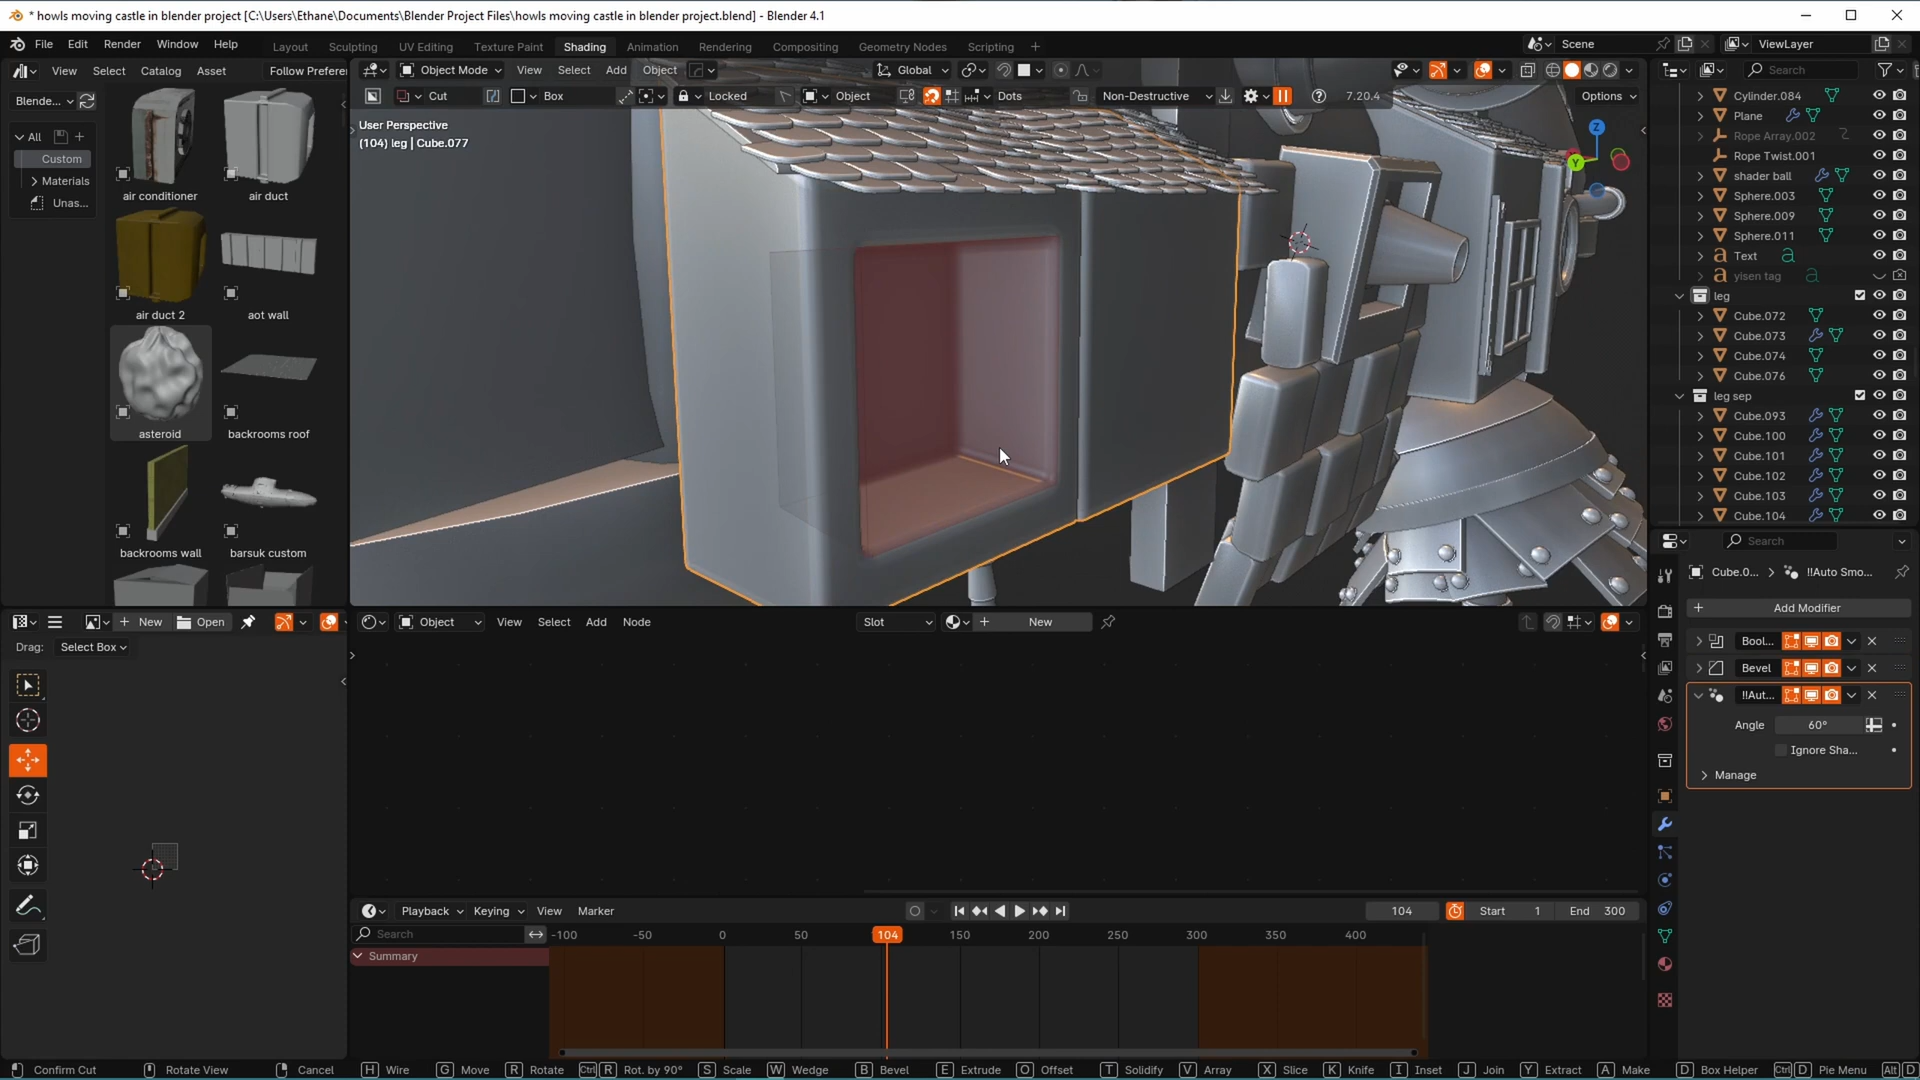 * howls moving castle in blender project [C:\Users\Ethane\Documents\Blender Project Files\howls moving castle in blender project.blend] - Blender 4.1
File Edit Render Window Help
Layout Sculpting UV Editing Texture Paint Shading Animation Rendering Compositing Geometry Nodes Scripting +
Scene
ViewLayer
View Select Catalog Asset Follow Prefere
Object Mode View Select Add Object
Global
Search
Blende...
Cut Box Locked Object Dots Non-Destructive 7.20.4 Options
All
Custom
Materials
Unas...
air conditioner
air duct
air duct 2
aot wall
asteroid
backrooms roof
backrooms wall
barsuk custom
User Perspective
(104) leg | Cube.077
Z
Y
Cylinder.084
Plane
Rope Array.002
Rope Twist.001
shader ball
Sphere.003
Sphere.009
Sphere.011
Text
yisen tag
leg
Cube.072
Cube.073
Cube.074
Cube.076
leg sep
Cube.093
Cube.100
Cube.101
Cube.102
Cube.103
Cube.104
Search
Cube.0... > !!Auto Smo...
+ Add Modifier
Bool...
Bevel
!!Aut...
Angle 60°
Ignore Sha...
Manage
+ New Open
Drag: Select Box
Object View Select Add Node Slot + New
Playback Keying View Marker 104 Start 1 End 300
Search
-100 -50 0 50 104 150 200 250 300 350 400
Summary
Confirm Cut Rotate View Cancel H Wire G Move R Rotate Ctrl R Rot. by 90° S Scale W Wedge B Bevel E Extrude O Offset T Solidify V Array X Slice K Knife I Inset J Join Y Extract A Make D Box Helper Ctrl D Pie Menu Alt D